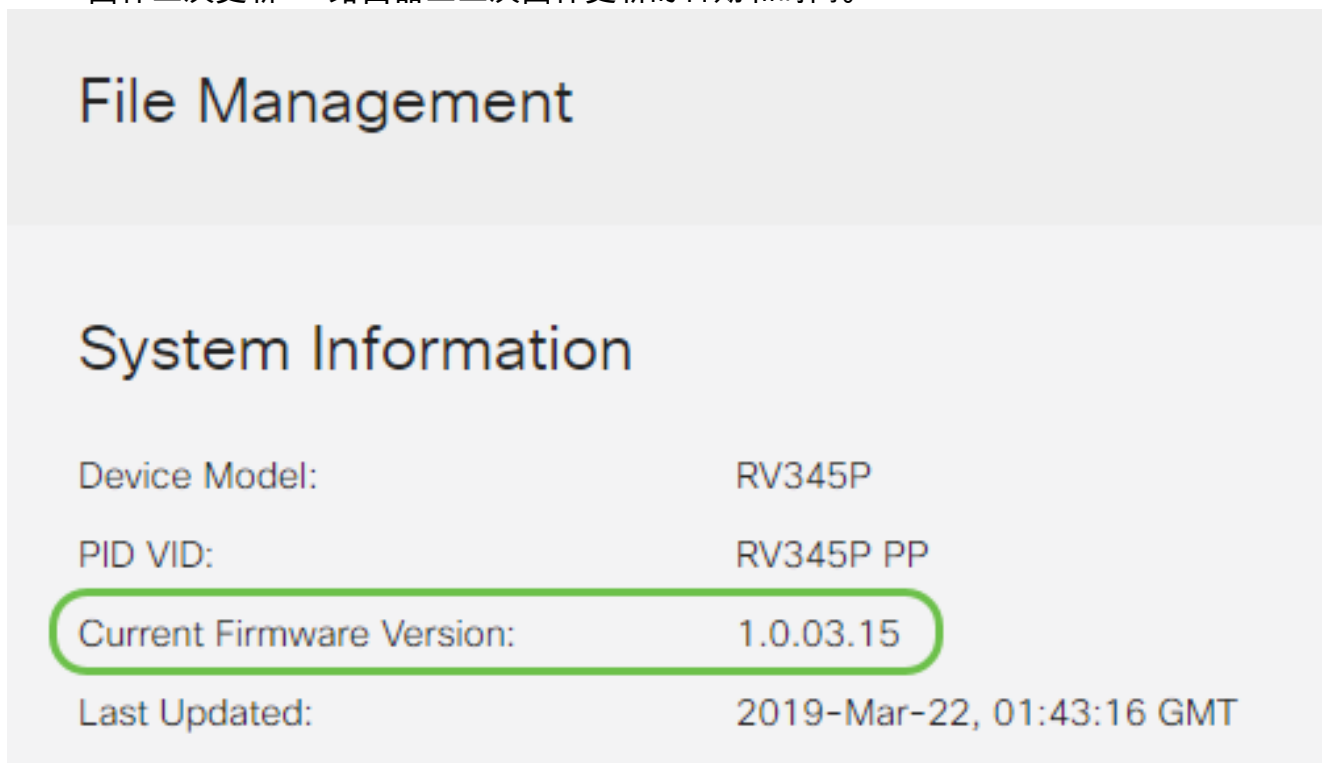 File Management
System Information
Device Model: RV345P
PID VID: RV345P PP
Current Firmware Version: 1.0.03.15
Last Updated: 2019-Mar-22, 01:43:16 GMT